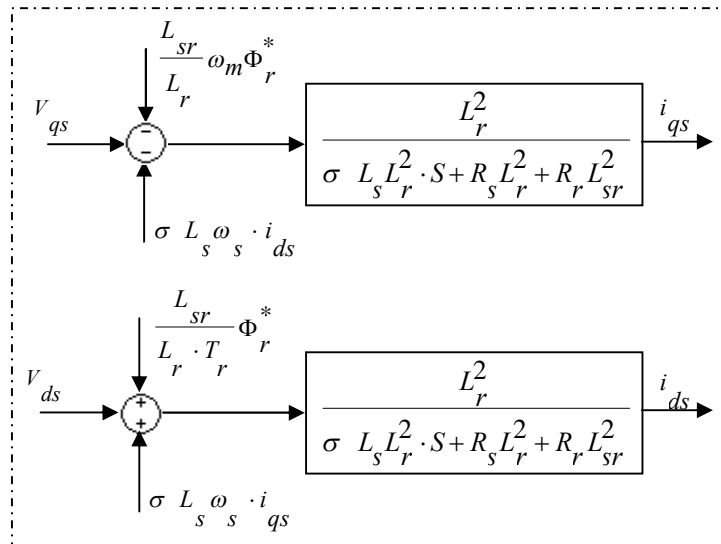 L_sr / L_r ω_m Φ_r^*
V_qs
−
−
L_r^2 / (σ L_s L_r^2 · S + R_s L_r^2 + R_r L_sr^2)
i_qs
σ L_s ω_s · i_ds
L_sr / (L_r · T_r) Φ_r^*
V_ds
+
+
L_r^2 / (σ L_s L_r^2 · S + R_s L_r^2 + R_r L_sr^2)
i_ds
σ L_s ω_s · i_qs